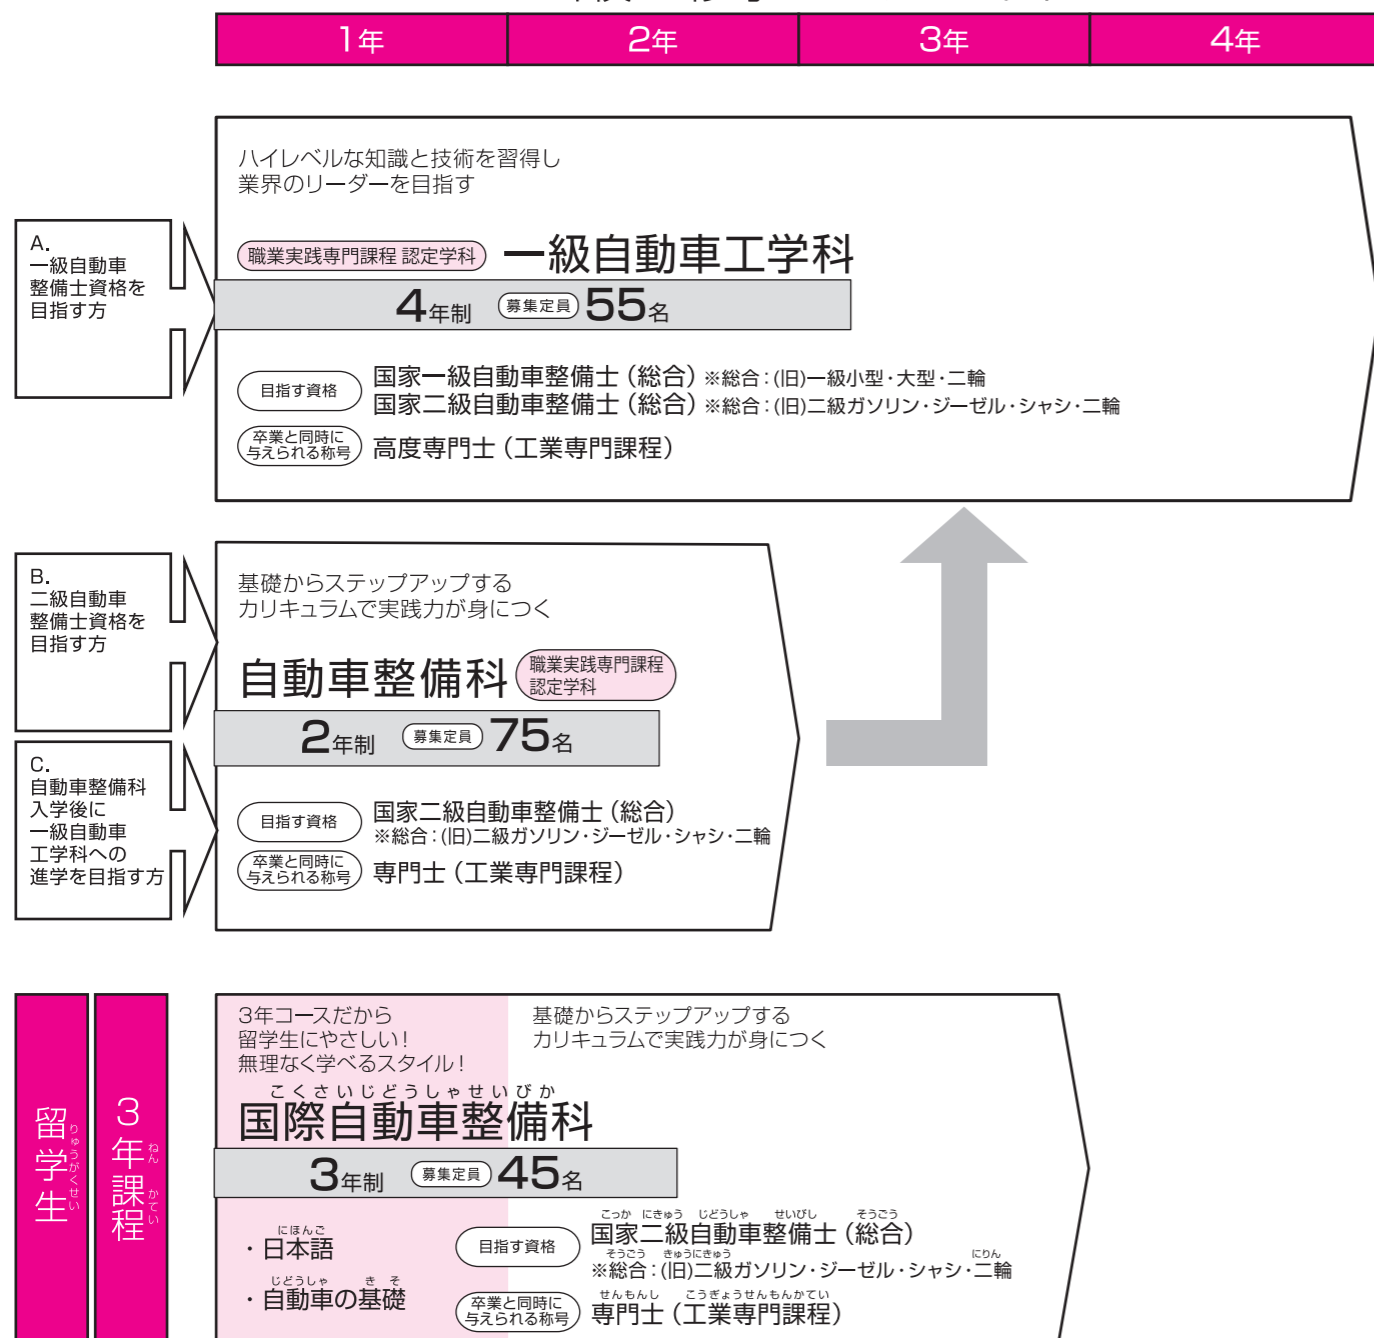 1年 2年 3年 4年
A.
一級自動車
整備士資格を
目指す方
ハイレベルな知識と技術を習得し
業界のリーダーを目指す
職業実践専門課程 認定学科 一級自動車工学科
4年制 募集定員 55名
目指す資格 国家一級自動車整備士（総合）※総合：(旧)一級小型・大型・二輪
国家二級自動車整備士（総合）※総合：(旧)二級ガソリン・ジーゼル・シャシ・二輪
卒業と同時に
与えられる称号 高度専門士（工業専門課程）
B.
二級自動車
整備士資格を
目指す方
C.
自動車整備科
入学後に
一級自動車
工学科への
進学を目指す方
基礎からステップアップする
カリキュラムで実践力が身につく
自動車整備科 職業実践専門課程
認定学科
2年制 募集定員 75名
目指す資格 国家二級自動車整備士（総合）
※総合：(旧)二級ガソリン・ジーゼル・シャシ・二輪
卒業と同時に
与えられる称号 専門士（工業専門課程）
留学生
りゅうがくせい
3年課程
ねん かてい
3年コースだから
留学生にやさしい！
無理なく学べるスタイル！
基礎からステップアップする
カリキュラムで実践力が身につく
こくさいじどうしゃせいびか
国際自動車整備科
3年制 募集定員 45名
にほんご
・日本語
じどうしゃ きそ
・自動車の基礎
こっか にきゅう じどうしゃ せいびし そうごう
目指す資格 国家二級自動車整備士（総合）
そうごう きゅうにきゅう にりん
※総合：(旧)二級ガソリン・ジーゼル・シャシ・二輪
せんもんし こうぎょうせんもんかてい
卒業と同時に
与えられる称号 専門士（工業専門課程）